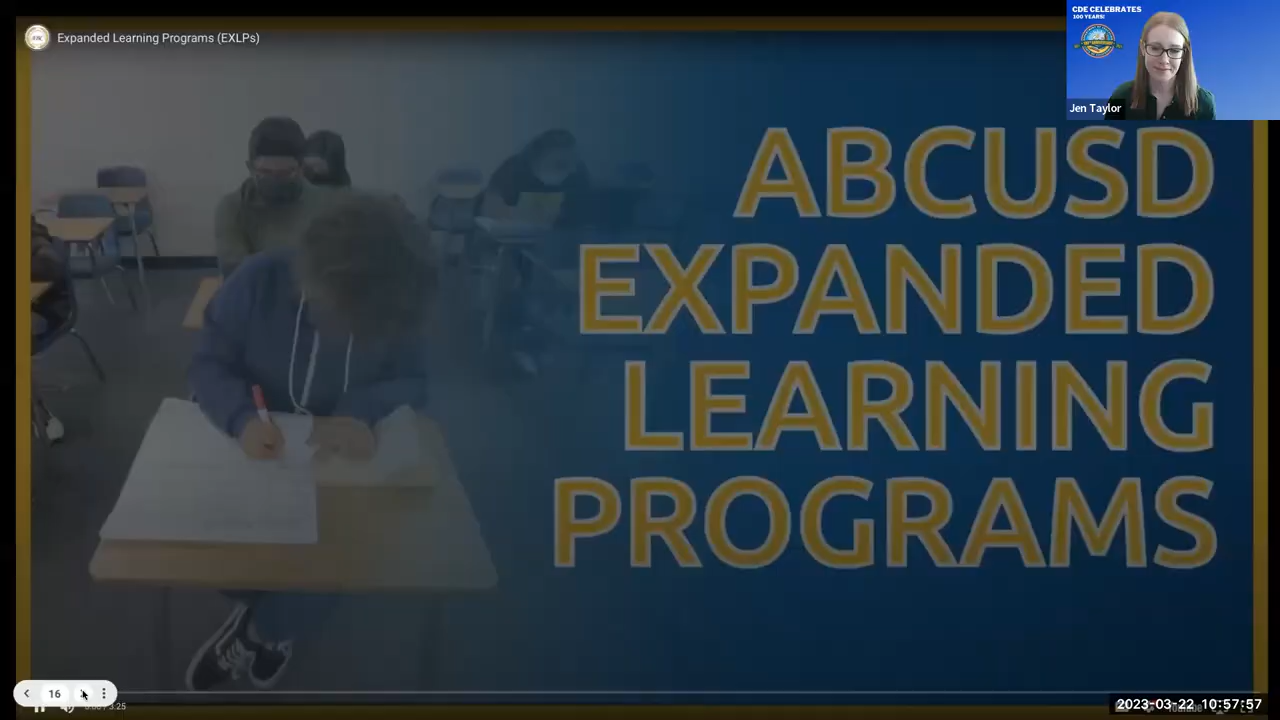 Expanded Learning Programs (EXLPs)
CDE CELEBRATES
100 YEARS!
Jen Taylor
ABCUSD
EXPANDED
LEARNING
PROGRAMS
16
2023-03-22 10:57:57